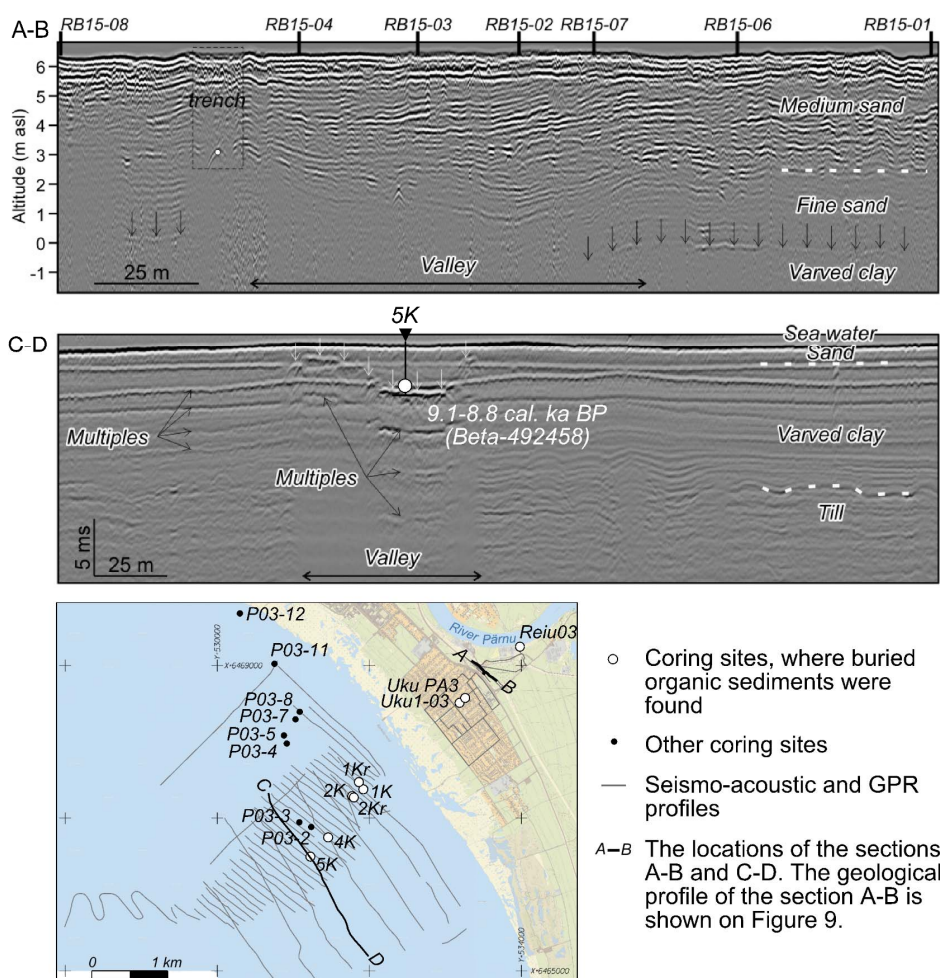 A-B
RB15-08
RB15-04
RB15-03
RB15-02
RB15-07
RB15-06
RB15-01
Altitude (m asl)
6
5
4
3
2
1
0
-1
trench
Medium sand
Fine sand
Varved clay
25 m
Valley
C-D
5K
Sea-water
Sand
9.1-8.8 cal. ka BP
(Beta-492458)
Multiples
Varved clay
Multiples
Till
5 ms
25 m
Valley
P03-12
Y-530000
X-6469000
P03-11
P03-8
P03-7
P03-5
P03-4
River Pärnu
Reiu03
A
B
Uku PA3
Uku1-03
C
1Kr
1K
2K
2Kr
P03-3
P03-2
4K
5K
D
Y-534000
X-6465000
0 1 km
Coring sites, where buried
organic sediments were
found
Other coring sites
Seismo-acoustic and GPR
profiles
A–B The locations of the sections
A-B and C-D. The geological
profile of the section A-B is
shown on Figure 9.